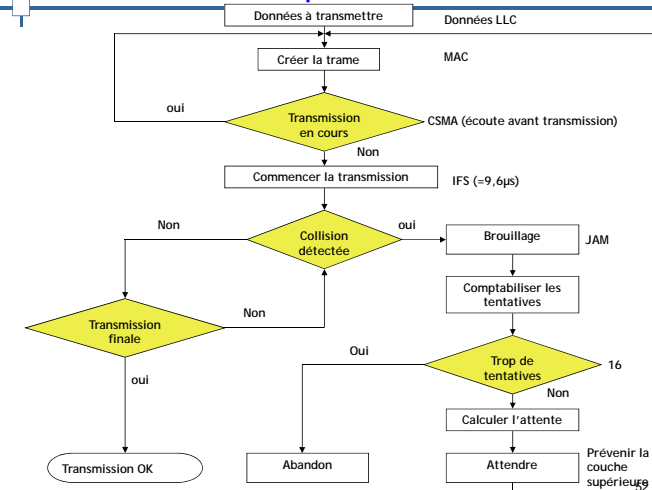 Données à transmettre
Données LLC
Créer la trame
MAC
oui
Transmission
en cours
CSMA (écoute avant transmission)
Non
Commencer la transmission
IFS (=9,6µs)
Non
Collision
détectée
oui
Brouillage
JAM
Comptabiliser les
tentatives
Transmission
finale
Non
Oui
Trop de
tentatives
16
oui
Non
Calculer l'attente
Transmission OK
Abandon
Attendre
Prévenir la
couche
supérieure
52